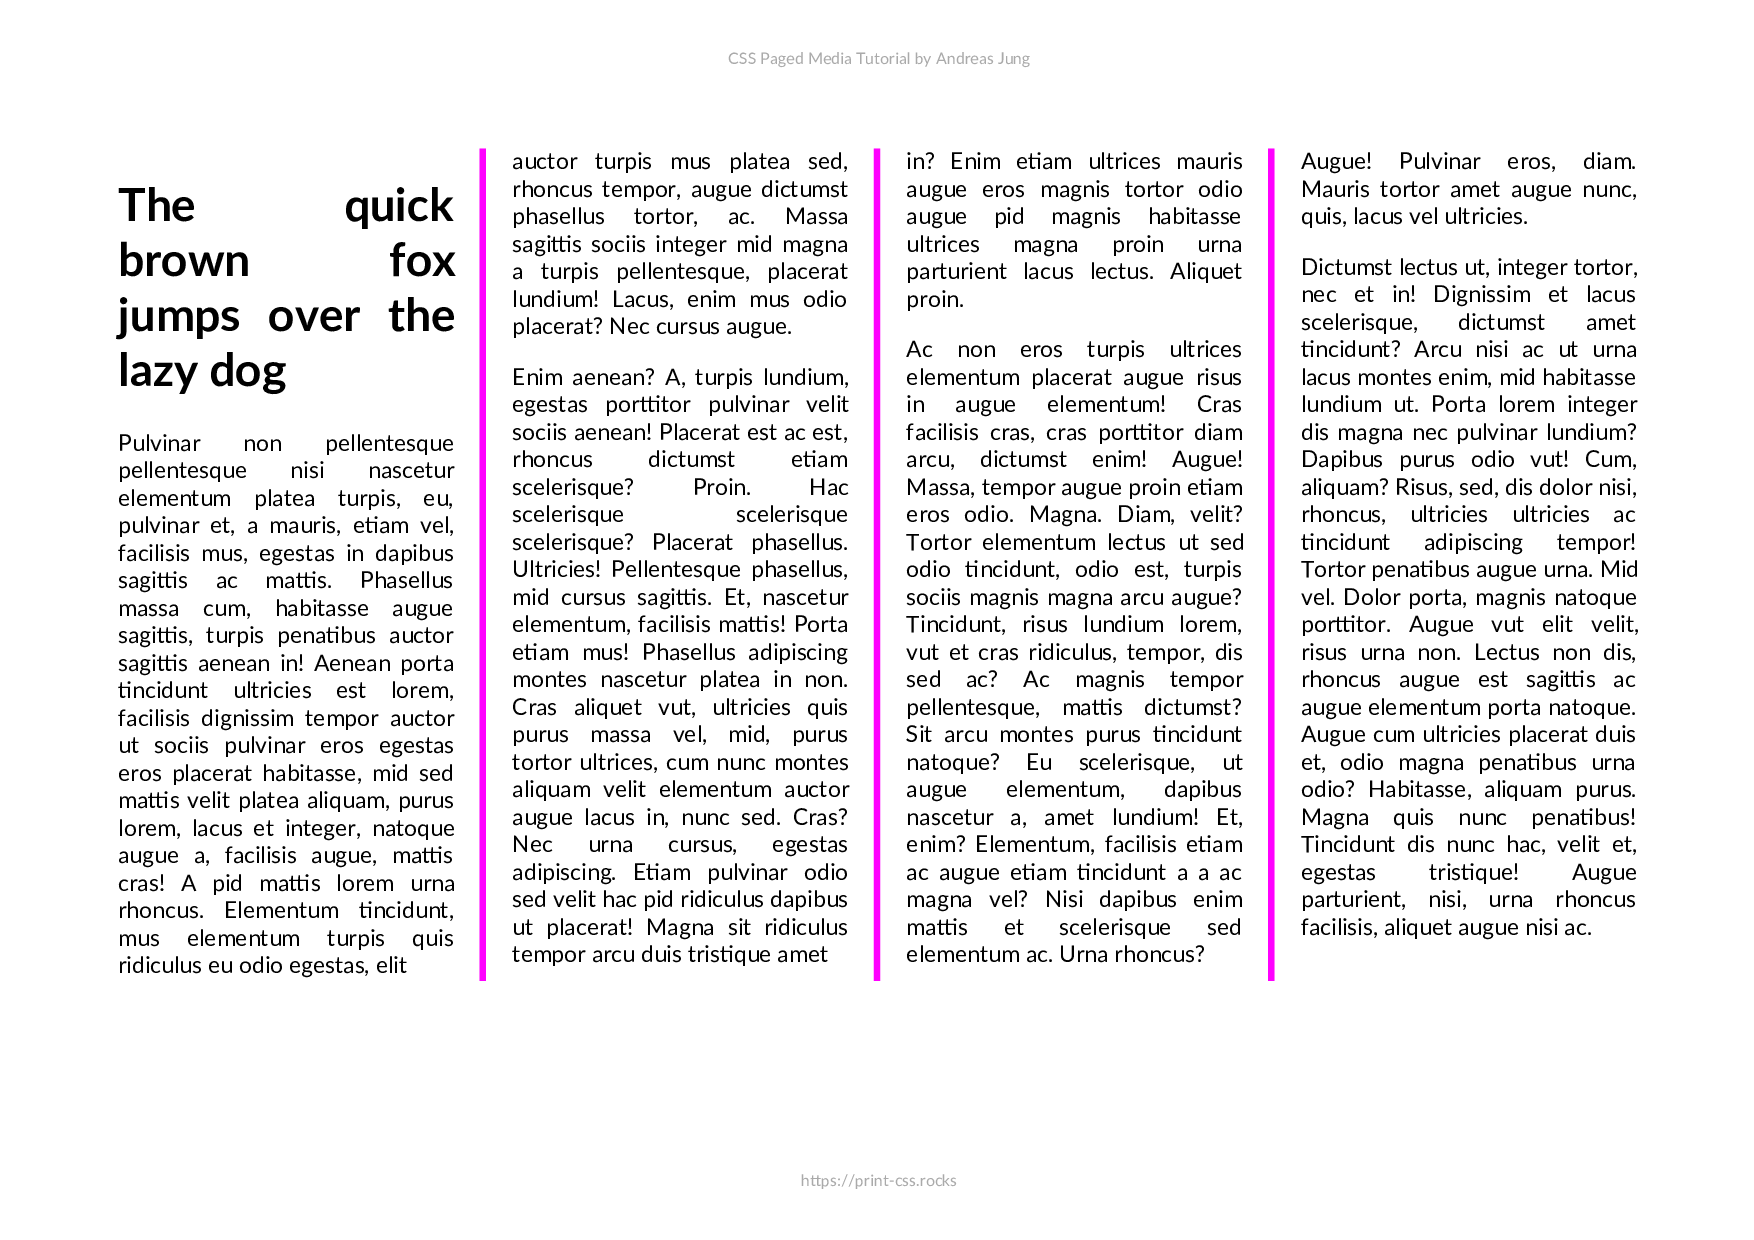 CSS Paged Media Tutorial by Andreas Jung
The quick
brown fox
jumps over the
lazy dog
Pulvinar non pellentesque
pellentesque nisi nascetur
elementum platea turpis, eu,
pulvinar et, a mauris, etiam vel,
facilisis mus, egestas in dapibus
sagittis ac mattis. Phasellus
massa cum, habitasse augue
sagittis, turpis penatibus auctor
sagittis aenean in! Aenean porta
tincidunt ultricies est lorem,
facilisis dignissim tempor auctor
ut sociis pulvinar eros egestas
eros placerat habitasse, mid sed
mattis velit platea aliquam, purus
lorem, lacus et integer, natoque
augue a, facilisis augue, mattis
cras! A pid mattis lorem urna
rhoncus. Elementum tincidunt,
mus elementum turpis quis
ridiculus eu odio egestas, elit
auctor turpis mus platea sed,
rhoncus tempor, augue dictumst
phasellus tortor, ac. Massa
sagittis sociis integer mid magna
a turpis pellentesque, placerat
lundium! Lacus, enim mus odio
placerat? Nec cursus augue.
Enim aenean? A, turpis lundium,
egestas porttitor pulvinar velit
sociis aenean! Placerat est ac est,
rhoncus dictumst etiam
scelerisque? Proin. Hac
scelerisque scelerisque
scelerisque? Placerat phasellus.
Ultricies! Pellentesque phasellus,
mid cursus sagittis. Et, nascetur
elementum, facilisis mattis! Porta
etiam mus! Phasellus adipiscing
montes nascetur platea in non.
Cras aliquet vut, ultricies quis
purus massa vel, mid, purus
tortor ultrices, cum nunc montes
aliquam velit elementum auctor
augue lacus in, nunc sed. Cras?
Nec urna cursus, egestas
adipiscing. Etiam pulvinar odio
sed velit hac pid ridiculus dapibus
ut placerat! Magna sit ridiculus
tempor arcu duis tristique amet
in? Enim etiam ultrices mauris
augue eros magnis tortor odio
augue pid magnis habitasse
ultrices magna proin urna
parturient lacus lectus. Aliquet
proin.
Ac non eros turpis ultrices
elementum placerat augue risus
in augue elementum! Cras
facilisis cras, cras porttitor diam
arcu, dictumst enim! Augue!
Massa, tempor augue proin etiam
eros odio. Magna. Diam, velit?
Tortor elementum lectus ut sed
odio tincidunt, odio est, turpis
sociis magnis magna arcu augue?
Tincidunt, risus lundium lorem,
vut et cras ridiculus, tempor, dis
sed ac? Ac magnis tempor
pellentesque, mattis dictumst?
Sit arcu montes purus tincidunt
natoque? Eu scelerisque, ut
augue elementum, dapibus
nascetur a, amet lundium! Et,
enim? Elementum, facilisis etiam
ac augue etiam tincidunt a a ac
magna vel? Nisi dapibus enim
mattis et scelerisque sed
elementum ac. Urna rhoncus?
Augue! Pulvinar eros, diam.
Mauris tortor amet augue nunc,
quis, lacus vel ultricies.
Dictumst lectus ut, integer tortor,
nec et in! Dignissim et lacus
scelerisque, dictumst amet
tincidunt? Arcu nisi ac ut urna
lacus montes enim, mid habitasse
lundium ut. Porta lorem integer
dis magna nec pulvinar lundium?
Dapibus purus odio vut! Cum,
aliquam? Risus, sed, dis dolor nisi,
rhoncus, ultricies ultricies ac
tincidunt adipiscing tempor!
Tortor penatibus augue urna. Mid
vel. Dolor porta, magnis natoque
porttitor. Augue vut elit velit,
risus urna non. Lectus non dis,
rhoncus augue est sagittis ac
augue elementum porta natoque.
Augue cum ultricies placerat duis
et, odio magna penatibus urna
odio? Habitasse, aliquam purus.
Magna quis nunc penatibus!
Tincidunt dis nunc hac, velit et,
egestas tristique! Augue
parturient, nisi, urna rhoncus
facilisis, aliquet augue nisi ac.
https://print-css.rocks